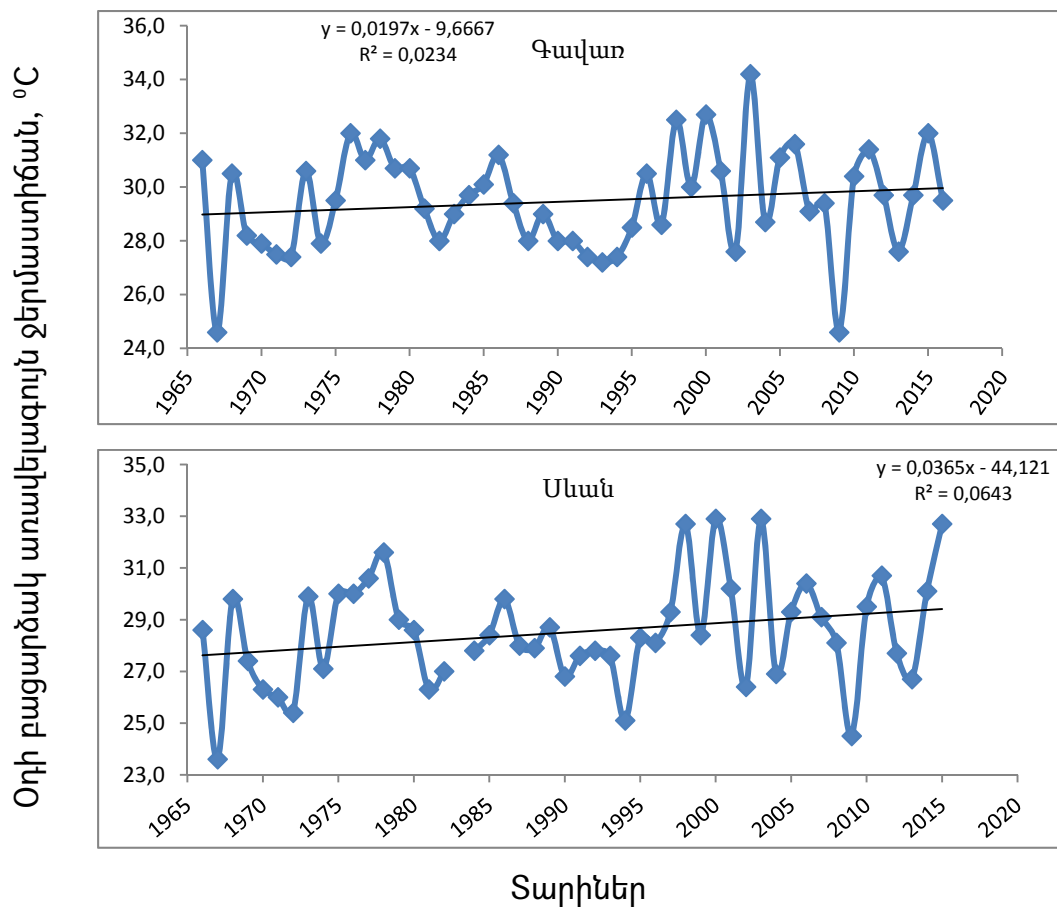 Օդի բացարձակ առավելագույն ջերմաստիճան, ⁰C
y = 0,0197x - 9,6667
R² = 0,0234
Գավառ
36,0
34,0
32,0
30,0
28,0
26,0
24,0
1965 1970 1975 1980 1985 1990 1995 2000 2005 2010 2015 2020
y = 0,0365x - 44,121
R² = 0,0643
Սևան
35,0
33,0
31,0
29,0
27,0
25,0
23,0
1965 1970 1975 1980 1985 1990 1995 2000 2005 2010 2015 2020
Տարիներ